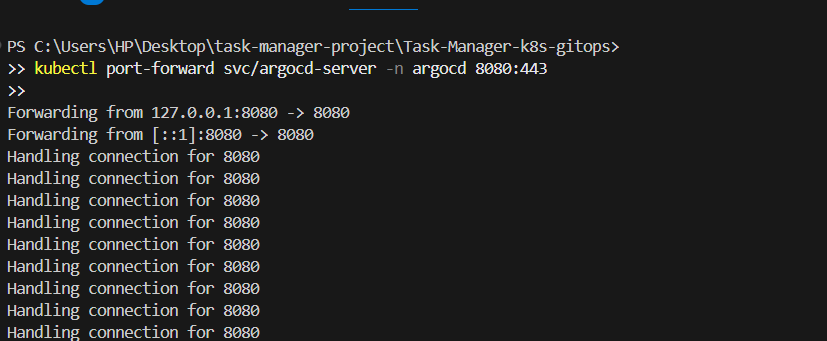 PS C:\Users\HP\Desktop\task-manager-project\Task-Manager-k8s-gitops>
>> kubectl port-forward svc/argocd-server -n argocd 8080:443
>>
Forwarding from 127.0.0.1:8080 -> 8080
Forwarding from [::1]:8080 -> 8080
Handling connection for 8080
Handling connection for 8080
Handling connection for 8080
Handling connection for 8080
Handling connection for 8080
Handling connection for 8080
Handling connection for 8080
Handling connection for 8080
Handling connection for 8080